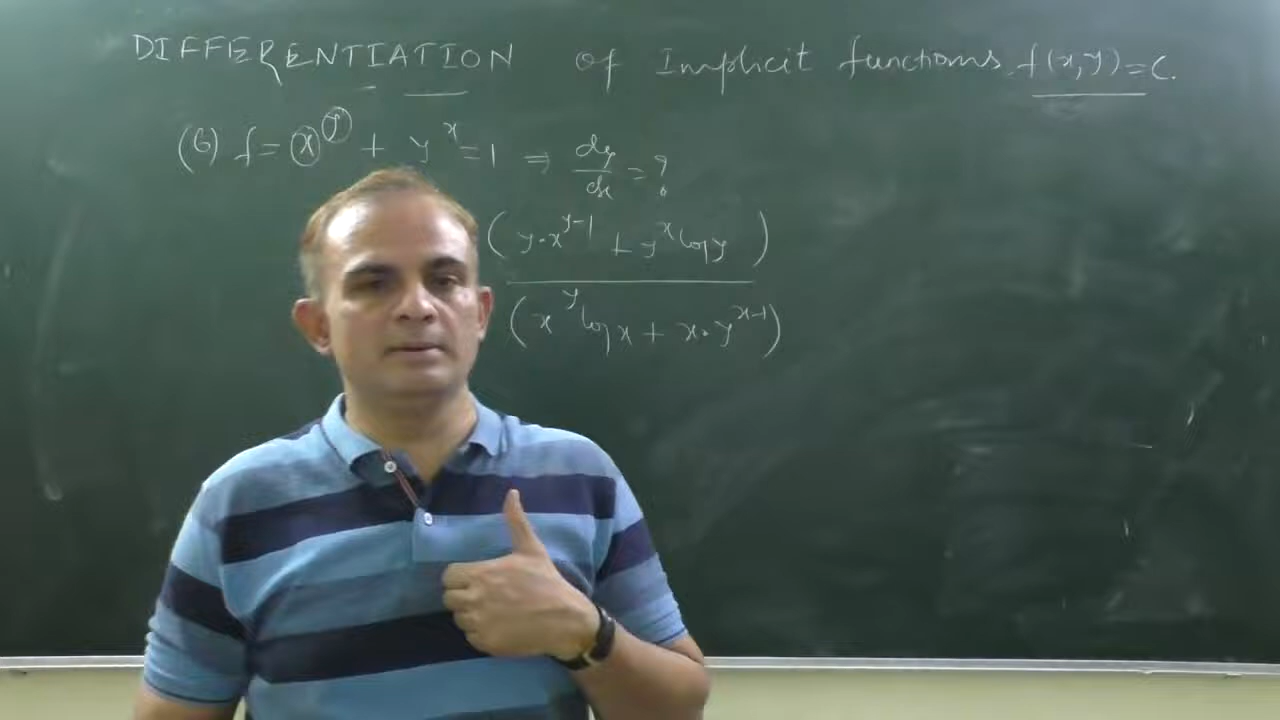 DIFFERENTIATION of Implicit functions f(x,y)=c.
(6) f= x^y + y^x =1 ⇒ dy/dx = ?
(y·x^(y-1) + y^x log y)
(x^y log x + x·y^(x-1))